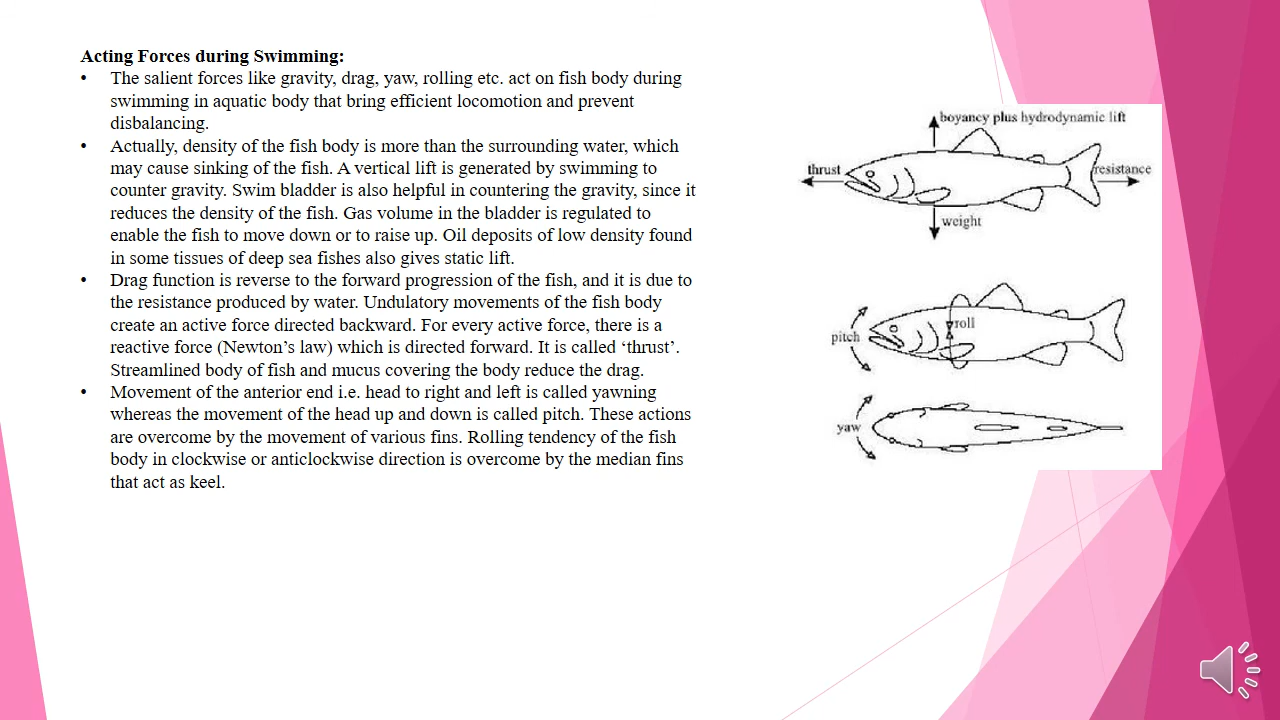 Acting Forces during Swimming:
• The salient forces like gravity, drag, yaw, rolling etc. act on fish body during
swimming in aquatic body that bring efficient locomotion and prevent
disbalancing.
• Actually, density of the fish body is more than the surrounding water, which
may cause sinking of the fish. A vertical lift is generated by swimming to
counter gravity. Swim bladder is also helpful in countering the gravity, since it
reduces the density of the fish. Gas volume in the bladder is regulated to
enable the fish to move down or to raise up. Oil deposits of low density found
in some tissues of deep sea fishes also gives static lift.
• Drag function is reverse to the forward progression of the fish, and it is due to
the resistance produced by water. Undulatory movements of the fish body
create an active force directed backward. For every active force, there is a
reactive force (Newton’s law) which is directed forward. It is called ‘thrust’.
Streamlined body of fish and mucus covering the body reduce the drag.
• Movement of the anterior end i.e. head to right and left is called yawning
whereas the movement of the head up and down is called pitch. These actions
are overcome by the movement of various fins. Rolling tendency of the fish
body in clockwise or anticlockwise direction is overcome by the median fins
that act as keel.
boyancy plus hydrodynamic lift
thrust
resistance
weight
roll
pitch
yaw